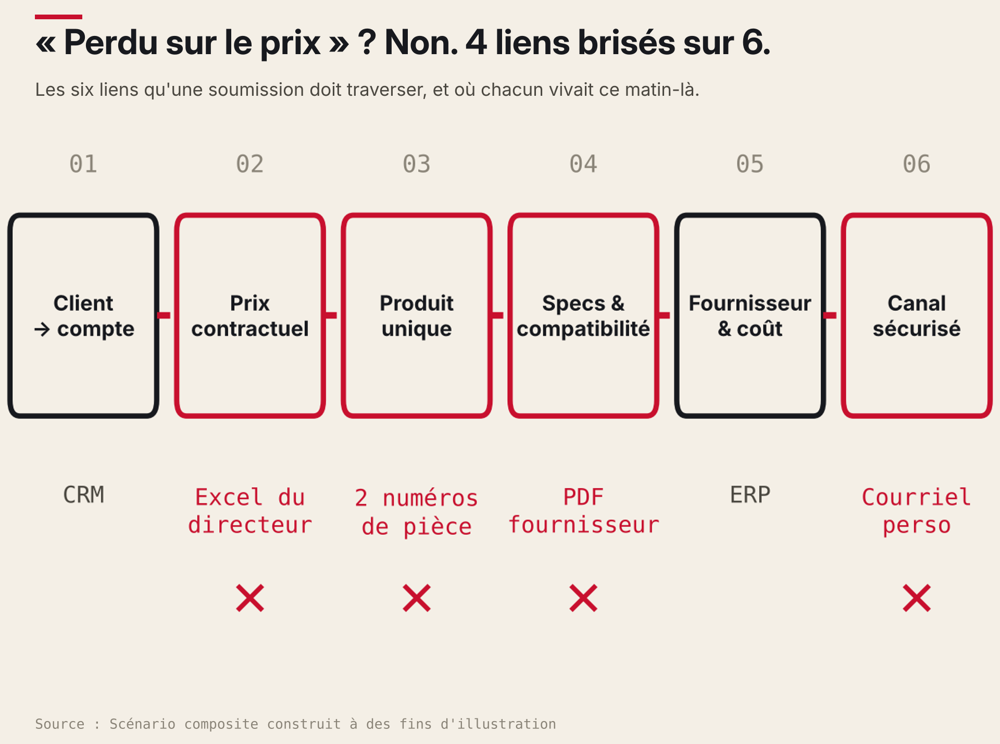 « Perdu sur le prix » ? Non. 4 liens brisés sur 6.
Les six liens qu'une soumission doit traverser, et où chacun vivait ce matin-là.
01
02
03
04
05
06
Client
→ compte
Prix
contractuel
Produit
unique
Specs &
compatibilité
Fournisseur
& coût
Canal
sécurisé
CRM
Excel du
directeur
2 numéros
de pièce
PDF
fournisseur
ERP
Courriel
perso
Source : Scénario composite construit à des fins d'illustration